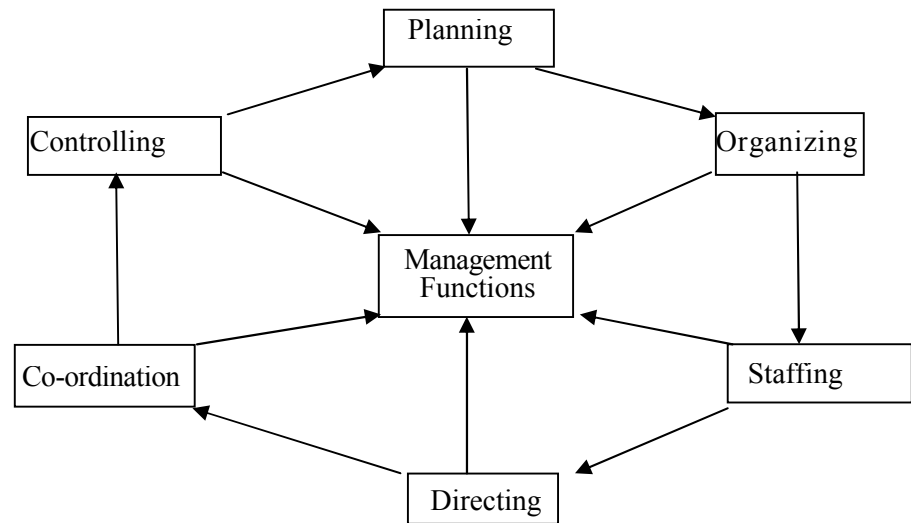 Planning
Controlling
Organizing
Management
Functions
Co-ordination
Staffing
Directing